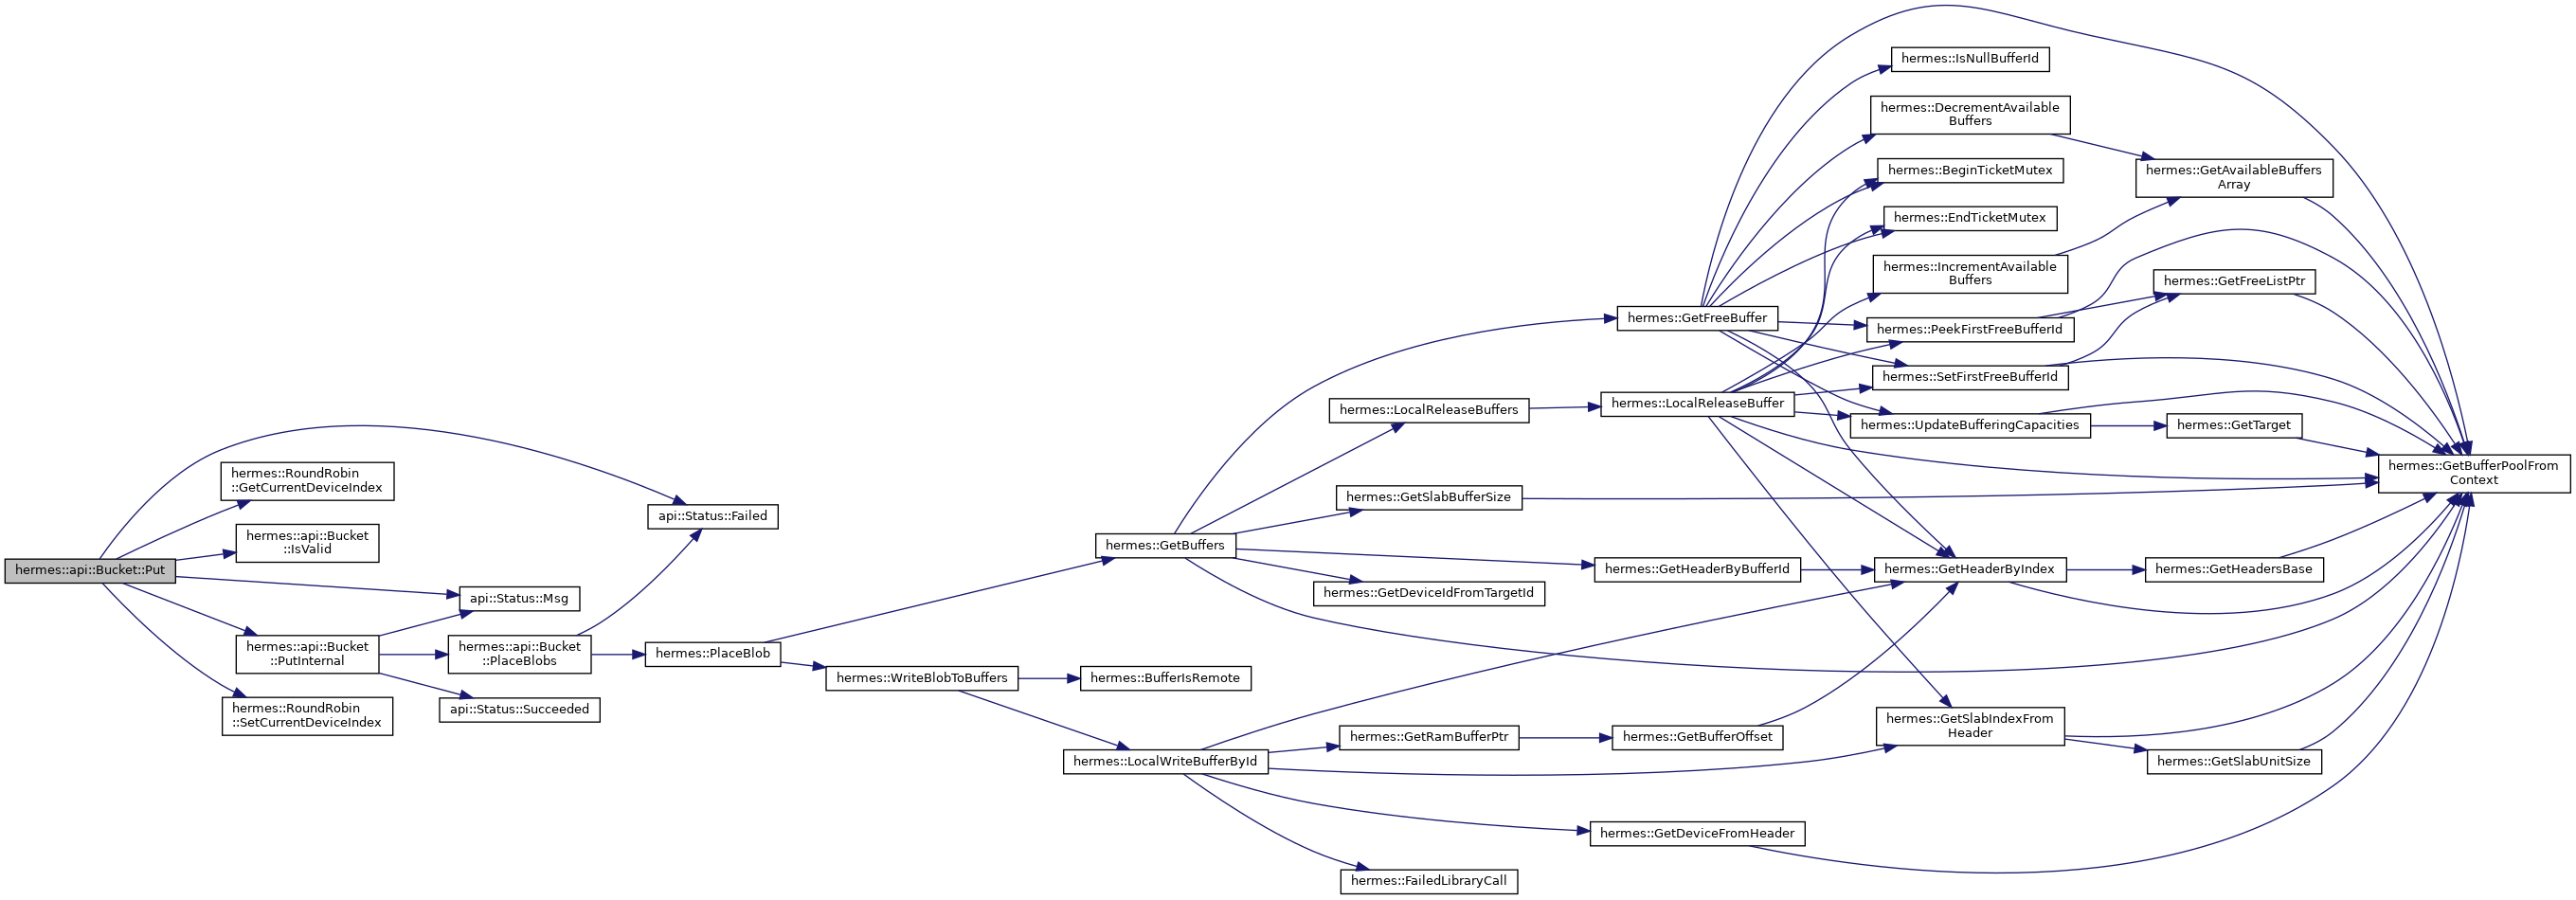 hermes::api::Bucket::Put
hermes::RoundRobin
::GetCurrentDeviceIndex
hermes::api::Bucket
::IsValid
hermes::api::Bucket
::PutInternal
hermes::RoundRobin
::SetCurrentDeviceIndex
api::Status::Failed
api::Status::Msg
hermes::api::Bucket
::PlaceBlobs
api::Status::Succeeded
hermes::PlaceBlob
hermes::WriteBlobToBuffers
hermes::GetBuffers
hermes::BufferIsRemote
hermes::LocalWriteBufferById
hermes::LocalReleaseBuffers
hermes::GetSlabBufferSize
hermes::GetDeviceIdFromTargetId
hermes::GetRamBufferPtr
hermes::FailedLibraryCall
hermes::GetFreeBuffer
hermes::LocalReleaseBuffer
hermes::GetHeaderByBufferId
hermes::GetBufferOffset
hermes::GetDeviceFromHeader
hermes::IsNullBufferId
hermes::DecrementAvailable
Buffers
hermes::BeginTicketMutex
hermes::EndTicketMutex
hermes::IncrementAvailable
Buffers
hermes::PeekFirstFreeBufferId
hermes::SetFirstFreeBufferId
hermes::UpdateBufferingCapacities
hermes::GetHeaderByIndex
hermes::GetSlabIndexFrom
Header
hermes::GetAvailableBuffers
Array
hermes::GetFreeListPtr
hermes::GetTarget
hermes::GetHeadersBase
hermes::GetSlabUnitSize
hermes::GetBufferPoolFrom
Context